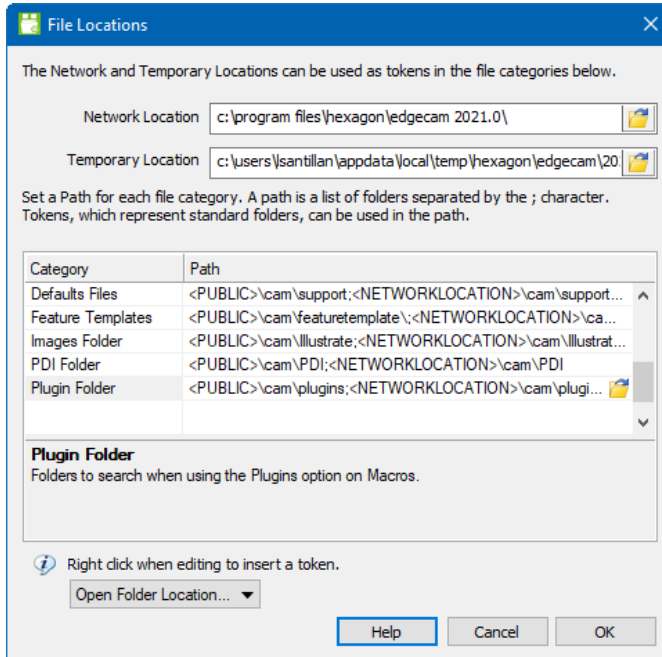 File Locations
The Network and Temporary Locations can be used as tokens in the file categories below.
Network Location c:\program files\hexagon\edgecam 2021.0\
Temporary Location c:\users\lsantillan\appdata\local\temp\hexagon\edgecam\20
Set a Path for each file category. A path is a list of folders separated by the ; character.
Tokens, which represent standard folders, can be used in the path.
Category Path
Defaults Files <PUBLIC>\cam\support;<NETWORKLOCATION>\cam\support...
Feature Templates <PUBLIC>\cam\featuretemplate\;<NETWORKLOCATION>\ca...
Images Folder <PUBLIC>\cam\Illustrate;<NETWORKLOCATION>\cam\Illustrat...
PDI Folder <PUBLIC>\cam\PDI;<NETWORKLOCATION>\cam\PDI
Plugin Folder <PUBLIC>\cam\plugins;<NETWORKLOCATION>\cam\plugi...
Plugin Folder
Folders to search when using the Plugins option on Macros.
Right click when editing to insert a token.
Open Folder Location...
Help Cancel OK